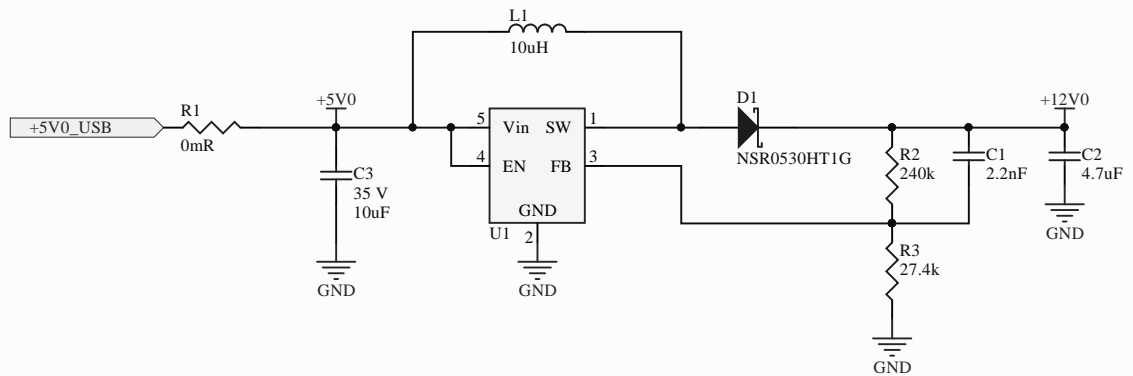 L1
10uH
+5V0_USB
R1
0mR
+5V0
C3
35 V
10uF
GND
5
Vin
SW
1
4
EN
FB
3
GND
U1
2
GND
D1
NSR0530HT1G
R2
240k
C1
2.2nF
+12V0
C2
4.7uF
GND
R3
27.4k
GND